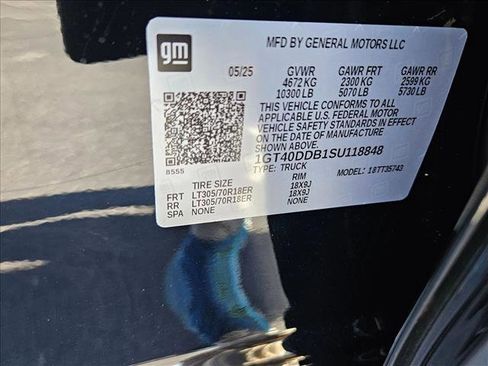 gm
MFD BY GENERAL MOTORS LLC
05/25 GVWR GAWR FRT GAWR RR
4672 KG 2300 KG 2599 KG
10300 LB 5070 LB 5730 LB
THIS VEHICLE CONFORMS TO ALL
APPLICABLE U.S. FEDERAL MOTOR
VEHICLE SAFETY STANDARDS IN EFFECT
ON THE DATE OF MANUFACTURE
1GT40DDB1SU118848
TYPE: TRUCK MODEL: 18TT35743
8555
TIRE SIZE RIM
FRT LT305/70R18ER 18X9J
RR LT305/70R18ER 18X9J
SPA NONE NONE